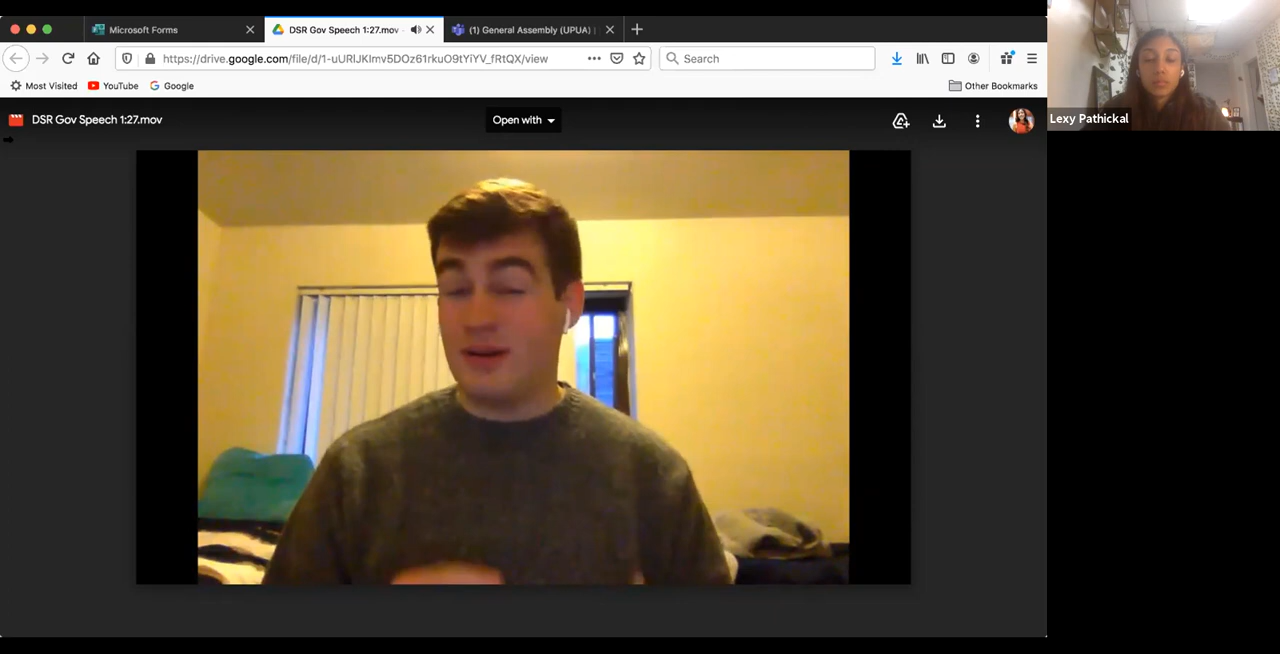 Microsoft Forms
DSR Gov Speech 1:27.mov
(1) General Assembly (UPUA) |
https://drive.google.com/file/d/1-uURlJKlmv5DOz61rkuO9tYiYV_fRtQX/view
Search
Most Visited
YouTube
Google
Other Bookmarks
DSR Gov Speech 1:27.mov
Open with
Lexy Pathickal